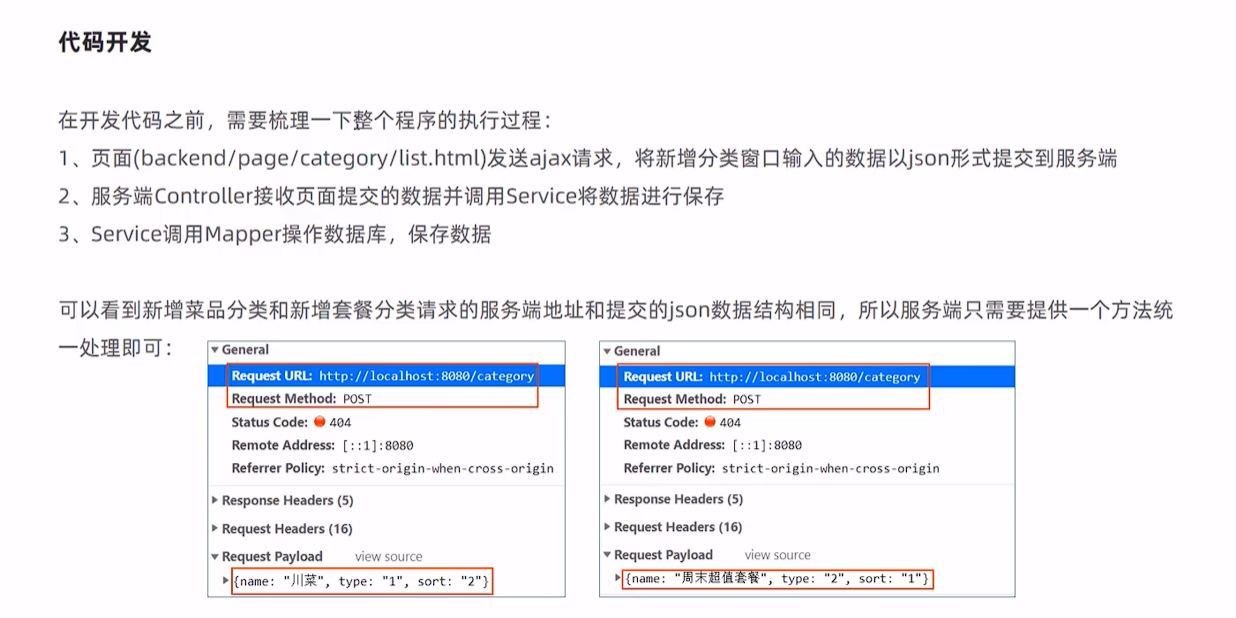 代码开发
在开发代码之前，需要梳理一下整个程序的执行过程：
1、页面(backend/page/category/list.html)发送ajax请求，将新增分类窗口输入的数据以json形式提交到服务端
2、服务端Controller接收页面提交的数据并调用Service将数据进行保存
3、Service调用Mapper操作数据库，保存数据
可以看到新增菜品分类和新增套餐分类请求的服务端地址和提交的json数据结构相同，所以服务端只需要提供一个方法统
一处理即可：
General
Request URL: http://localhost:8080/category
Request Method: POST
Status Code: 404
Remote Address: [::1]:8080
Referrer Policy: strict-origin-when-cross-origin
Response Headers (5)
Request Headers (16)
Request Payload view source
{name: "川菜", type: "1", sort: "2"}
General
Request URL: http://localhost:8080/category
Request Method: POST
Status Code: 404
Remote Address: [::1]:8080
Referrer Policy: strict-origin-when-cross-origin
Response Headers (5)
Request Headers (16)
Request Payload view source
{name: "周末超值套餐", type: "2", sort: "1"}